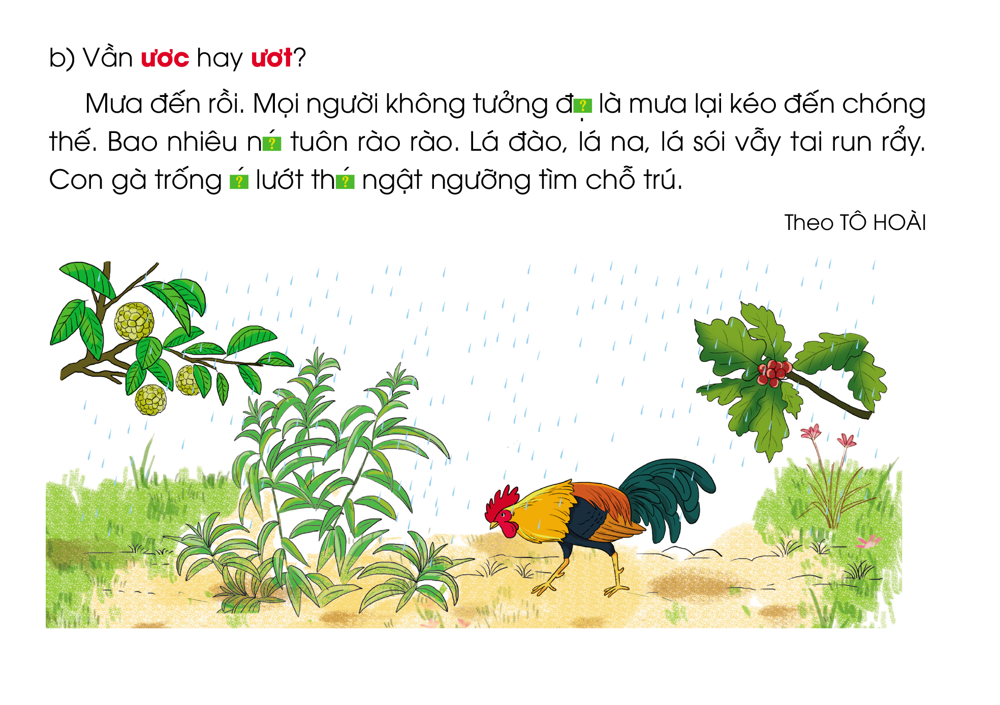 b) Vần ươc hay ươt?
Mưa đến rồi. Mọi người không tưởng đ[?]̣ là mưa lại kéo đến chóng
thế. Bao nhiêu n[?]́ tuôn rào rào. Lá đào, lá na, lá sói vẫy tai run rẩy.
Con gà trống [?]́ lướt th[?]́ ngật ngưỡng tìm chỗ trú.
Theo TÔ HOÀI